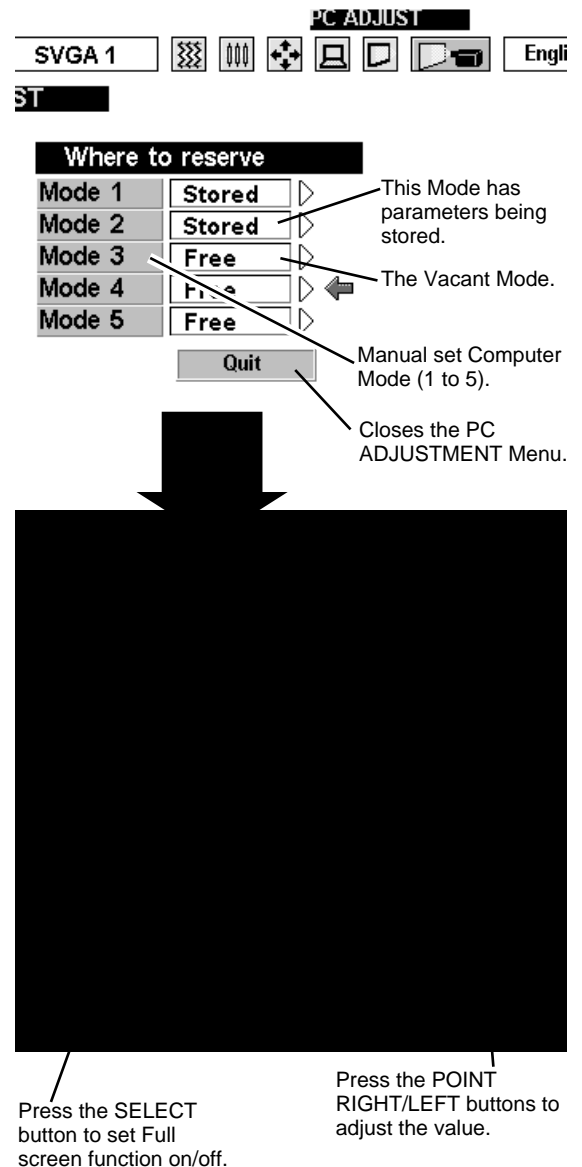 PC ADJUST
SVGA 1
Engli
ST
Where to reserve
Mode 1 Stored
Mode 2 Stored
Mode 3 Free
Mode 4 Free
Mode 5 Free
Quit
This Mode has
parameters being
stored.
The Vacant Mode.
Manual set Computer
Mode (1 to 5).
Closes the PC
ADJUSTMENT Menu.
Press the SELECT
button to set Full
screen function on/off.
Press the POINT
RIGHT/LEFT buttons to
adjust the value.